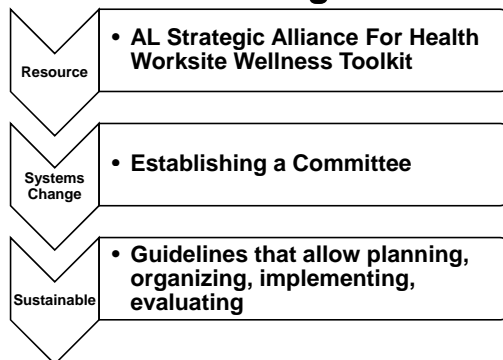 Resource
• AL Strategic Alliance For Health
Worksite Wellness Toolkit
Systems
Change
• Establishing a Committee
Sustainable
• Guidelines that allow planning,
organizing, implementing,
evaluating